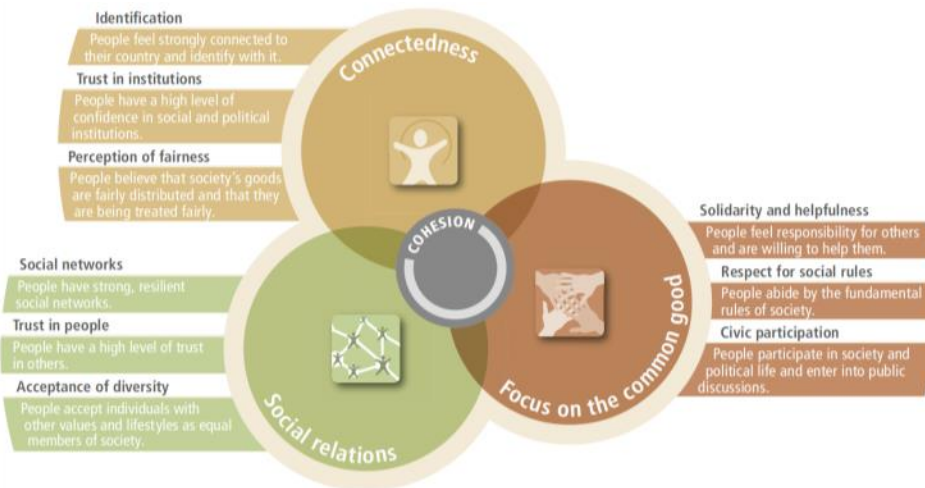 Identification
People feel strongly connected to
their country and identify with it.
Trust in institutions
People have a high level of
confidence in social and political
institutions.
Perception of fairness
People believe that society's goods
are fairly distributed and that they
are being treated fairly.
Connectedness
COHESION
Solidarity and helpfulness
People feel responsibility for others
and are willing to help them.
Respect for social rules
People abide by the fundamental
rules of society.
Civic participation
People participate in society and
political life and enter into public
discussions.
Focus on the common good
Social networks
People have strong, resilient
social networks.
Trust in people
People have a high level of trust
in others.
Acceptance of diversity
People accept individuals with
other values and lifestyles as equal
members of society.
Social relations